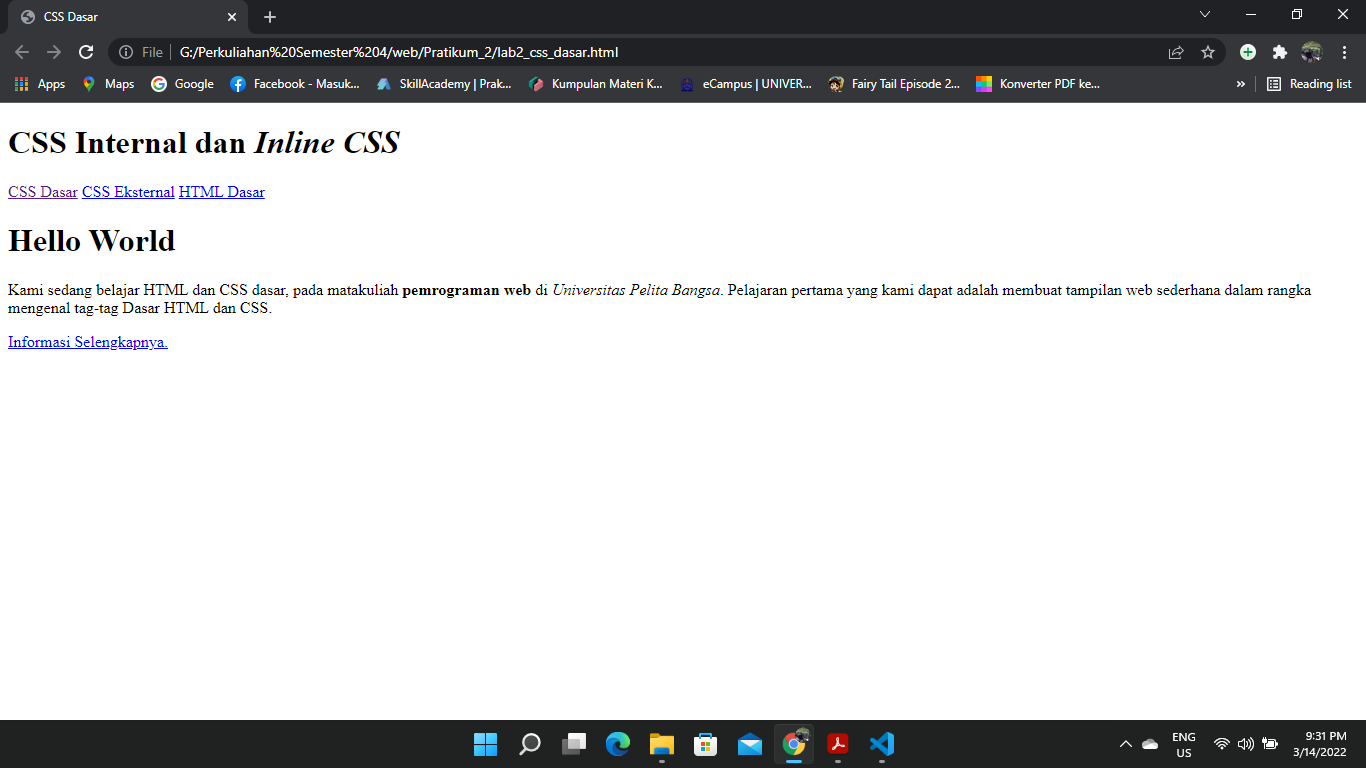 CSS Dasar
File
G:/Perkuliahan%20Semester%204/web/Pratikum_2/lab2_css_dasar.html
Apps Maps Google Facebook - Masuk... SkillAcademy | Prak... Kumpulan Materi K... eCampus | UNIVER... Fairy Tail Episode 2... Konverter PDF ke... » Reading list
CSS Internal dan Inline CSS
CSS Dasar CSS Eksternal HTML Dasar
Hello World
Kami sedang belajar HTML dan CSS dasar, pada matakuliah pemrograman web di Universitas Pelita Bangsa. Pelajaran pertama yang kami dapat adalah membuat tampilan web sederhana dalam rangka
mengenal tag-tag Dasar HTML dan CSS.
Informasi Selengkapnya.
ENG
US
9:31 PM
3/14/2022